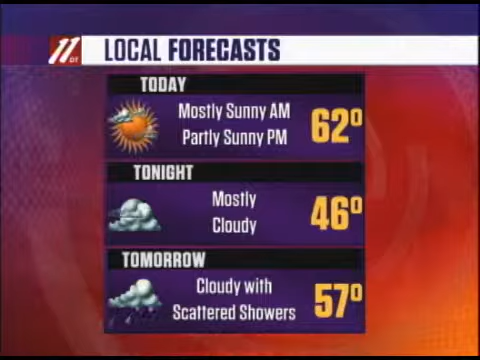 11 DT
LOCAL FORECASTS
TODAY
Mostly Sunny AM
Partly Sunny PM
62°
TONIGHT
Mostly
Cloudy
46°
TOMORROW
Cloudy with
Scattered Showers
57°